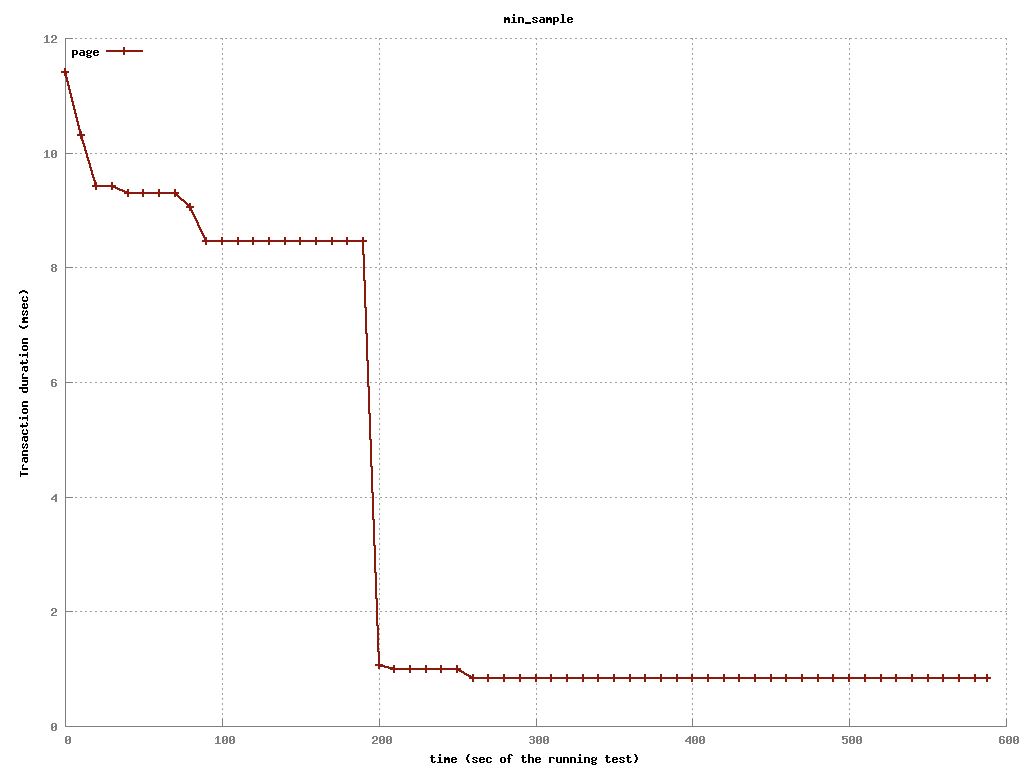 min_sample
page
12
10
8
6
4
2
0
Transaction duration (msec)
0 100 200 300 400 500 600
time (sec of the running test)